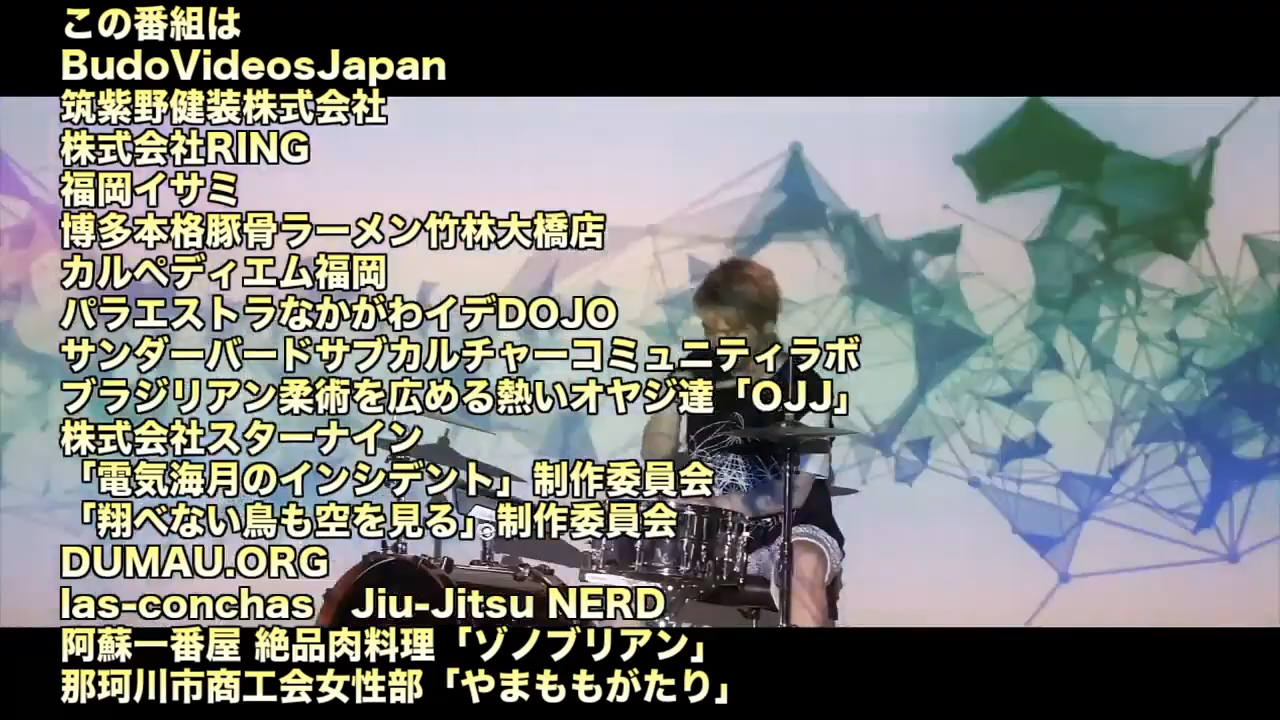 この番組は
BudoVideosJapan
筑紫野健装株式会社
株式会社RING
福岡イサミ
博多本格豚骨ラーメン竹林大橋店
カルペディエム福岡
パラエストラなかがわイデDOJO
サンダーバードサブカルチャーコミュニティラボ
ブラジリアン柔術を広める熱いオヤジ達「OJJ」
株式会社スターナイン
「電気海月のインシデント」制作委員会
「翔べない鳥も空を見る」制作委員会
DUMAU.ORG
las-conchas　Jiu-Jitsu NERD
阿蘇一番屋 絶品肉料理「ゾノブリアン」
那珂川市商工会女性部「やまももがたり」